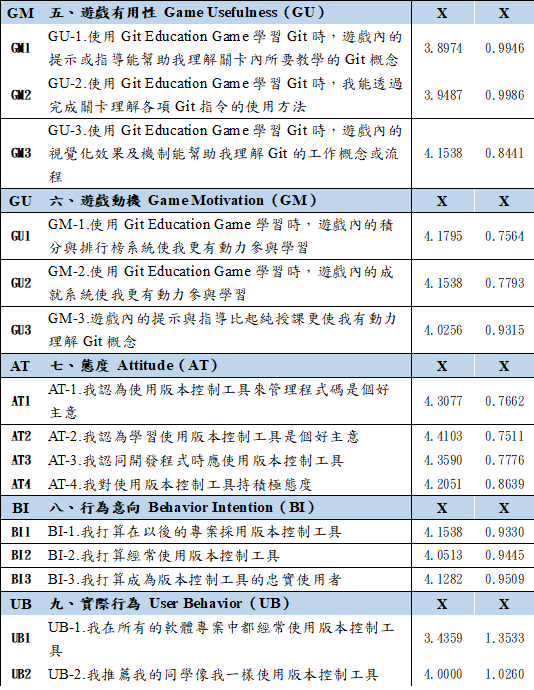 GM 五、遊戲有用性 Game Usefulness（GU） X X
GM1 GU-1.使用 Git Education Game 學習 Git 時，遊戲內的 3.8974 0.9946
提示或指導能幫助我理解關卡內所要教學的 Git 概念
GM2 GU-2.使用 Git Education Game 學習 Git 時，我能透過 3.9487 0.9986
完成關卡理解各項 Git 指令的使用方法
GU-3.使用 Git Education Game 學習 Git 時，遊戲內的
GM3 視覺化效果及機制能幫助我理解 Git 的工作概念或流 4.1538 0.8441
程
GU 六、遊戲動機 Game Motivation（GM） X X
GU1 GM-1.使用 Git Education Game 學習時，遊戲內的積 4.1795 0.7564
分與排行榜系統使我更有動力參與學習
GU2 GM-2.使用 Git Education Game 學習時，遊戲內的成 4.1538 0.7793
就系統使我更有動力參與學習
GU3 GM-3.遊戲內的提示與指導比起純授課更使我有動力 4.0256 0.9315
理解 Git 概念
AT 七、態度 Attitude（AT） X X
AT1 AT-1.我認為使用版本控制工具來管理程式碼是個好 4.3077 0.7662
主意
AT2 AT-2.我認為學習使用版本控制工具是個好主意 4.4103 0.7511
AT3 AT-3.我認同開發程式時應使用版本控制工具 4.3590 0.7776
AT4 AT-4.我對使用版本控制工具持積極態度 4.2051 0.8639
BI 八、行為意向 Behavior Intention（BI） X X
BI1 BI-1.我打算在以後的專案採用版本控制工具 4.1538 0.9330
BI2 BI-2.我打算經常使用版本控制工具 4.0513 0.9445
BI3 BI-3.我打算成為版本控制工具的忠實使用者 4.1282 0.9509
UB 九、實際行為 User Behavior（UB） X X
UB1 UB-1.我在所有的軟體專案中都經常使用版本控制工 3.4359 1.3533
具
UB2 UB-2.我推薦我的同學像我一樣使用版本控制工具 4.0000 1.0260